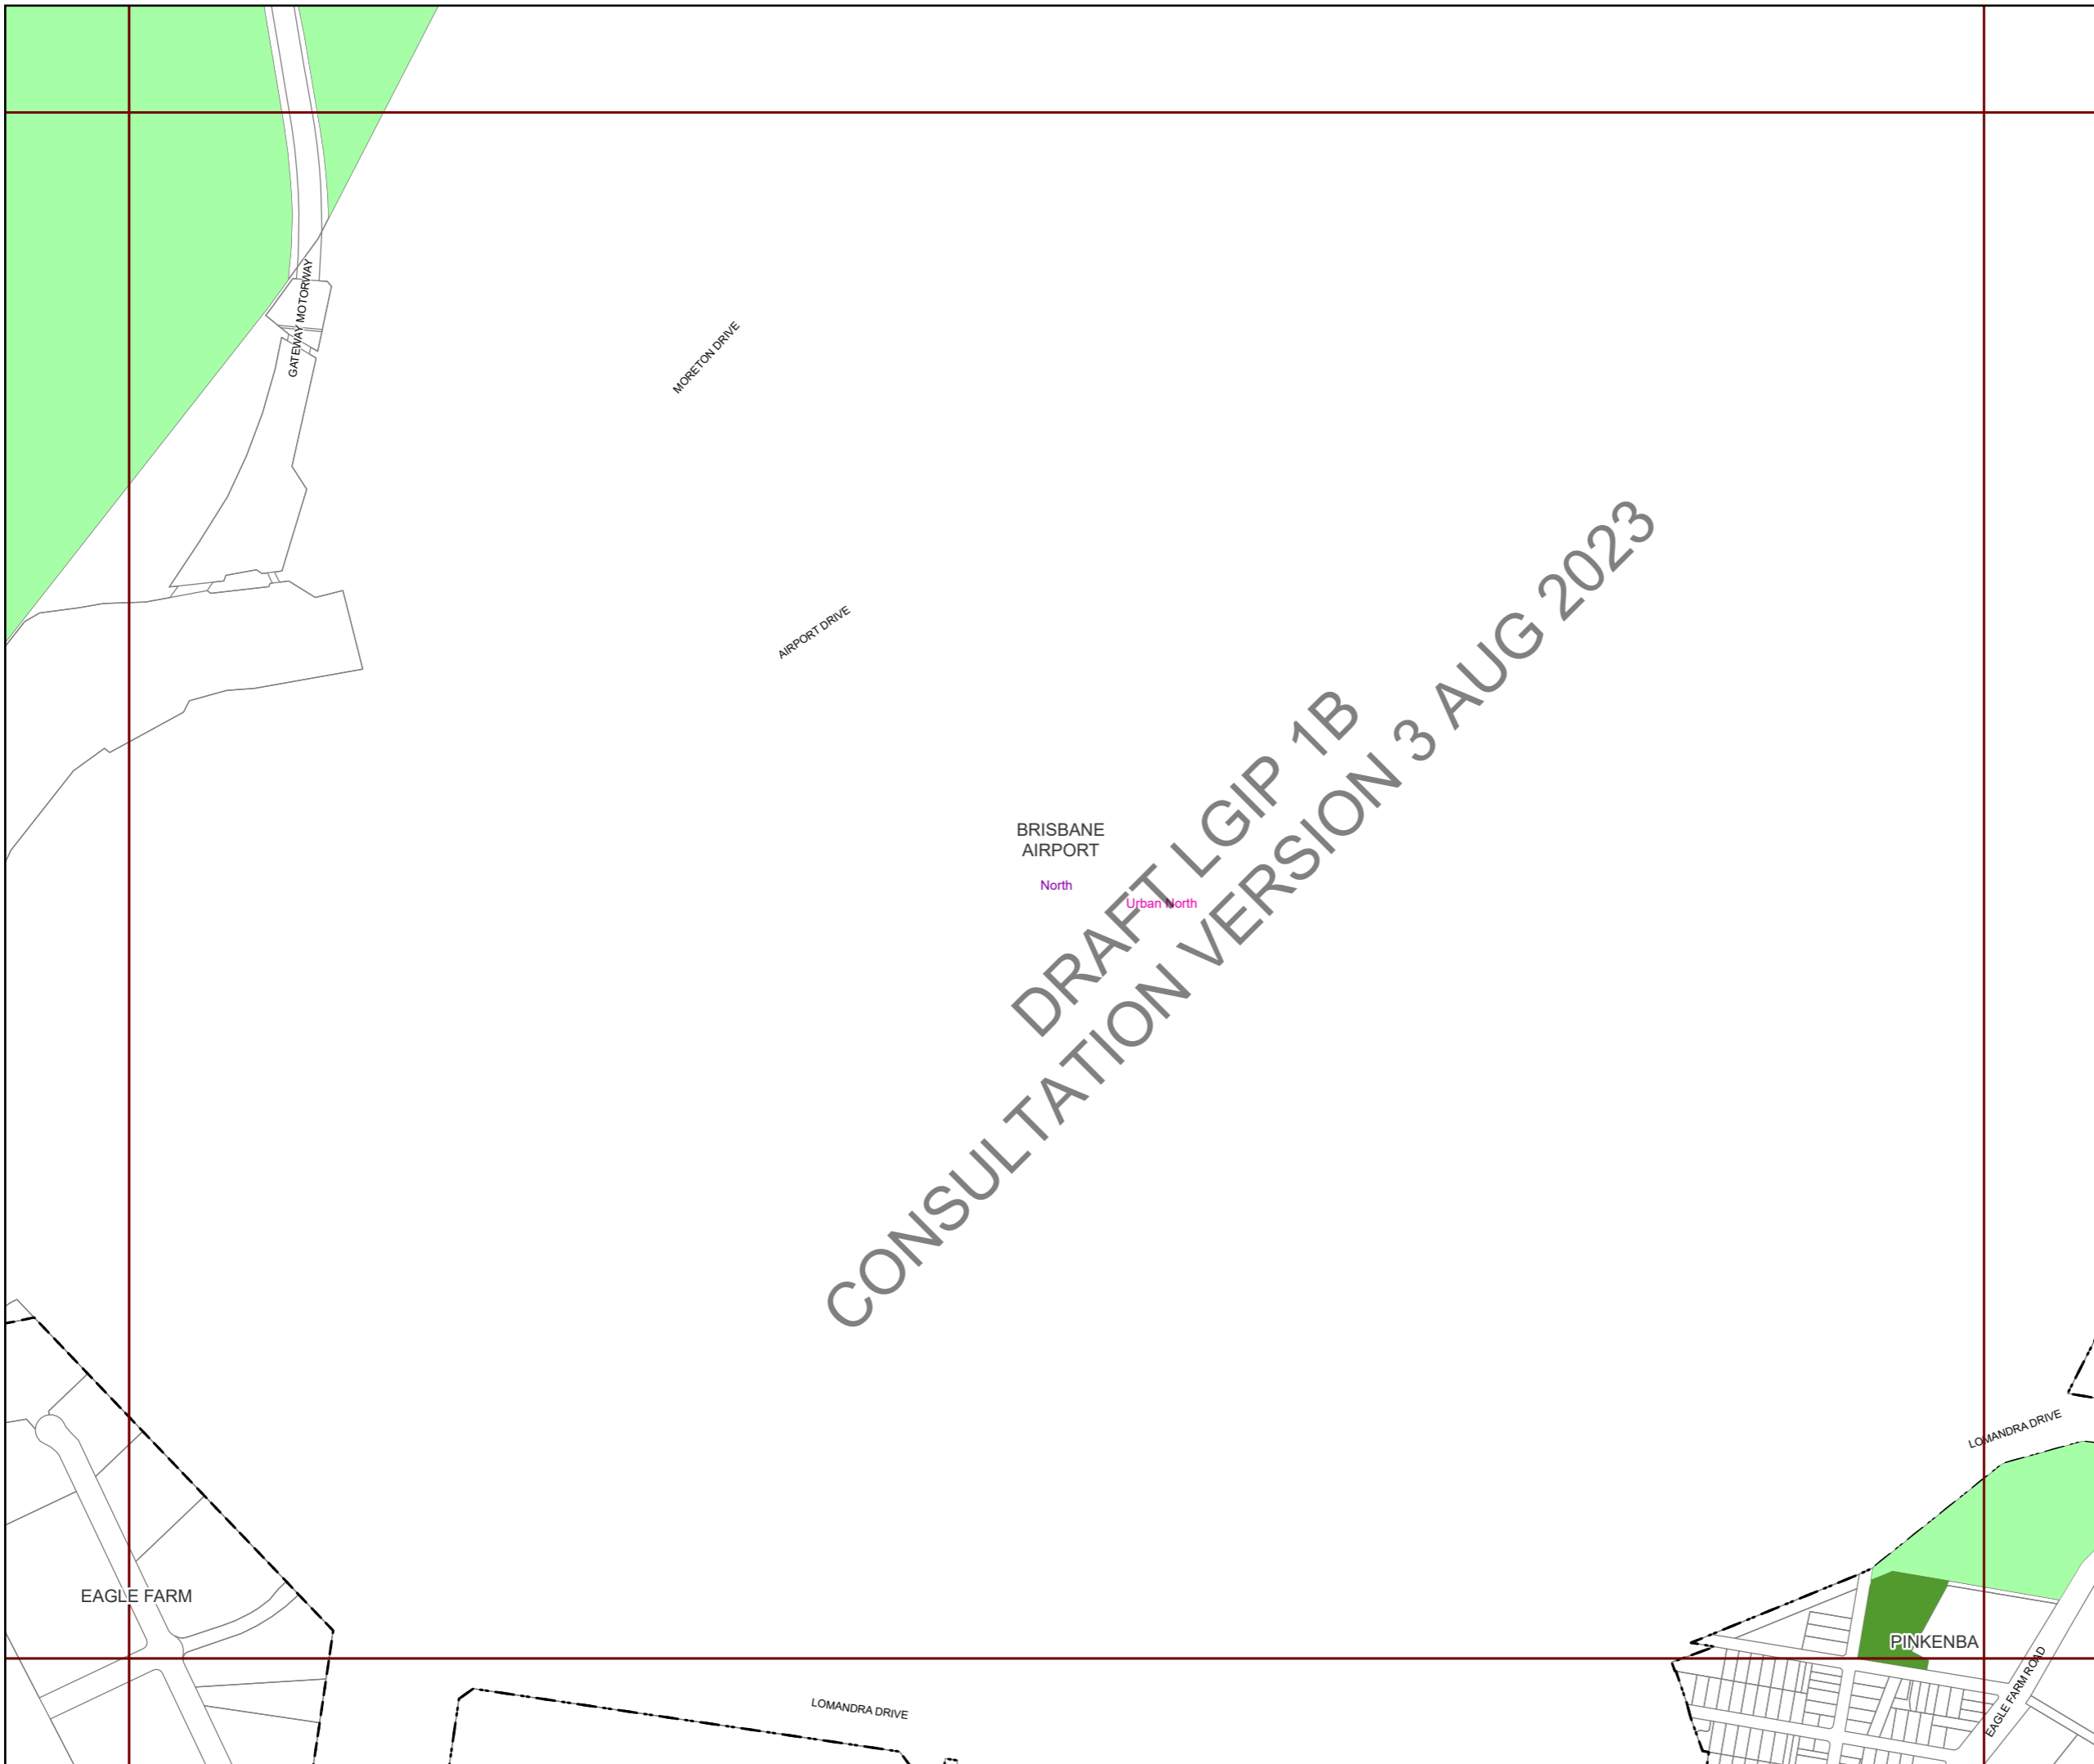 GATEWAY MOTORWAY
MORETON DRIVE
AIRPORT DRIVE
BRISBANE
AIRPORT
North
Urban North
DRAFT LGIP 1B
CONSULTATION VERSION 3 AUG 2023
LOMANDRA DRIVE
EAGLE FARM
PINKENBA
EAGLE FARM ROAD
LOMANDRA DRIVE